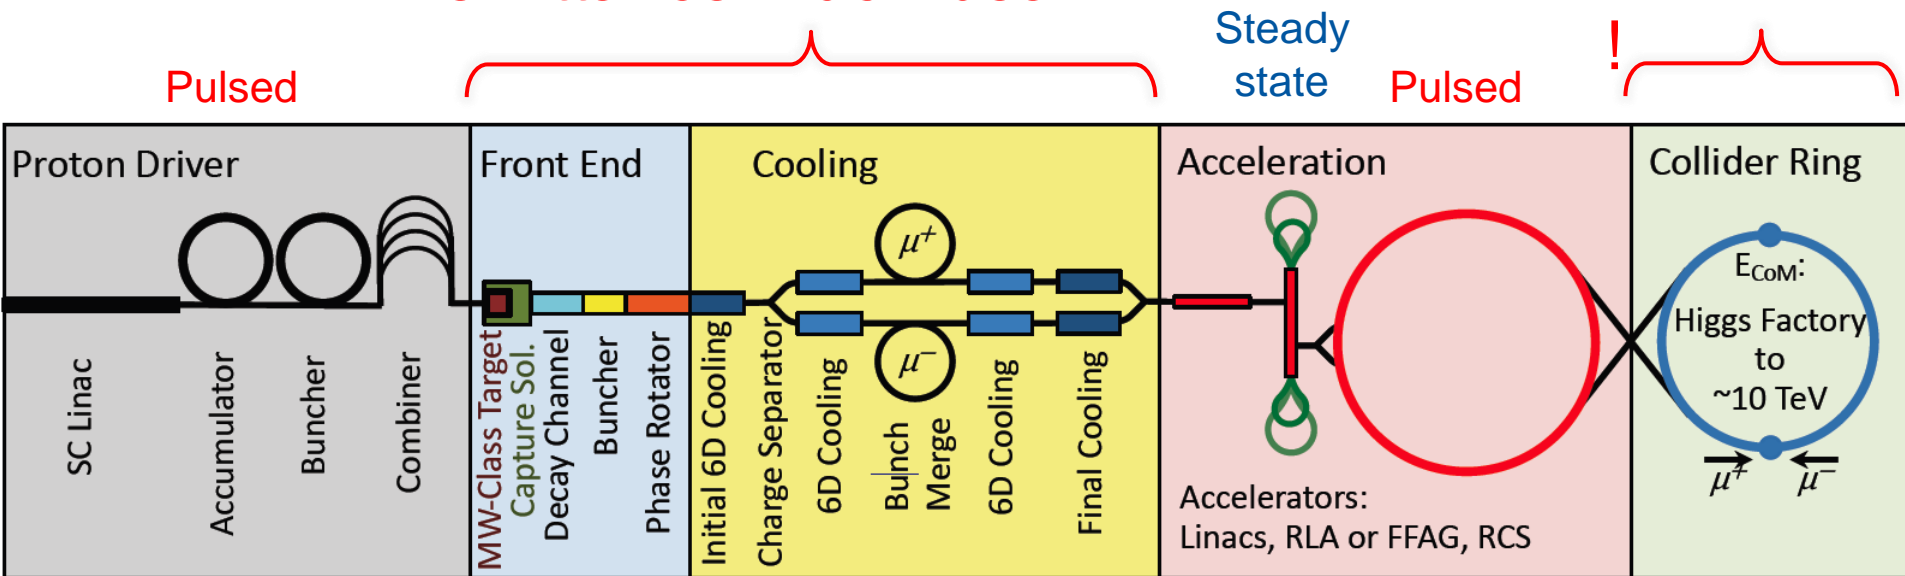 Steady
state
Pulsed
Pulsed
!
Proton Driver
Front End
Cooling
Acceleration
Collider Ring
μ+
μ−
ECoM:
Higgs Factory
to
~10 TeV
μ+
μ−
SC Linac
Accumulator
Buncher
Combiner
MW-Class Target
Capture Sol.
Decay Channel
Buncher
Phase Rotator
Initial 6D Cooling
Charge Separator
6D Cooling
Bunch
Merge
6D Cooling
Final Cooling
Accelerators:
Linacs, RLA or FFAG, RCS